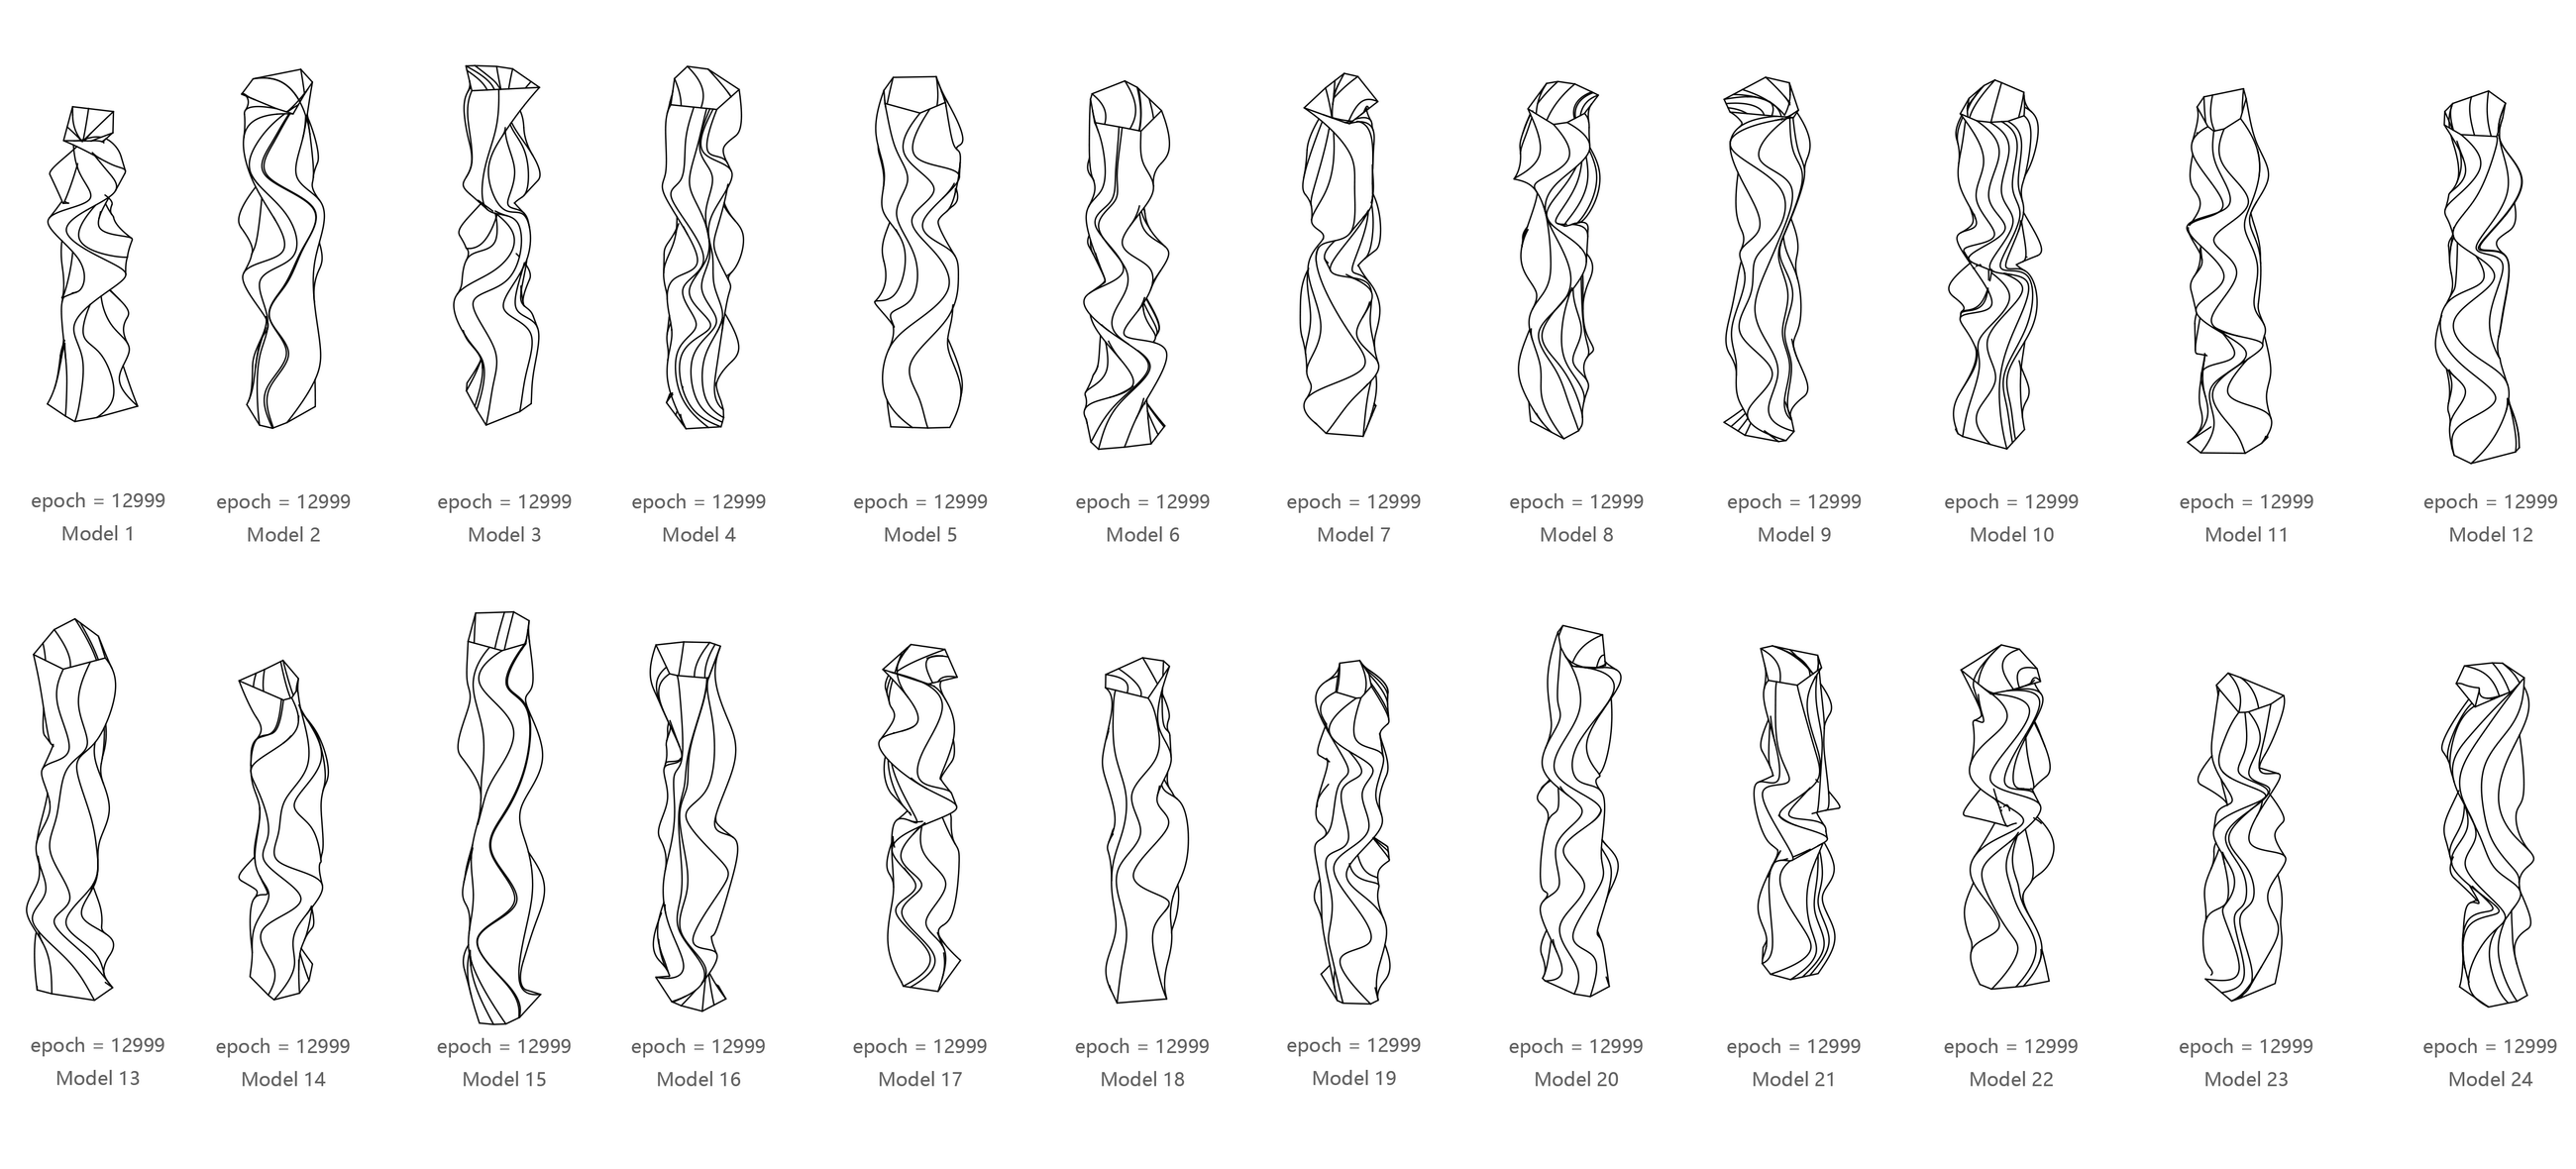 epoch = 12999
Model 1
epoch = 12999
Model 2
epoch = 12999
Model 3
epoch = 12999
Model 4
epoch = 12999
Model 5
epoch = 12999
Model 6
epoch = 12999
Model 7
epoch = 12999
Model 8
epoch = 12999
Model 9
epoch = 12999
Model 10
epoch = 12999
Model 11
epoch = 12999
Model 12
epoch = 12999
Model 13
epoch = 12999
Model 14
epoch = 12999
Model 15
epoch = 12999
Model 16
epoch = 12999
Model 17
epoch = 12999
Model 18
epoch = 12999
Model 19
epoch = 12999
Model 20
epoch = 12999
Model 21
epoch = 12999
Model 22
epoch = 12999
Model 23
epoch = 12999
Model 24